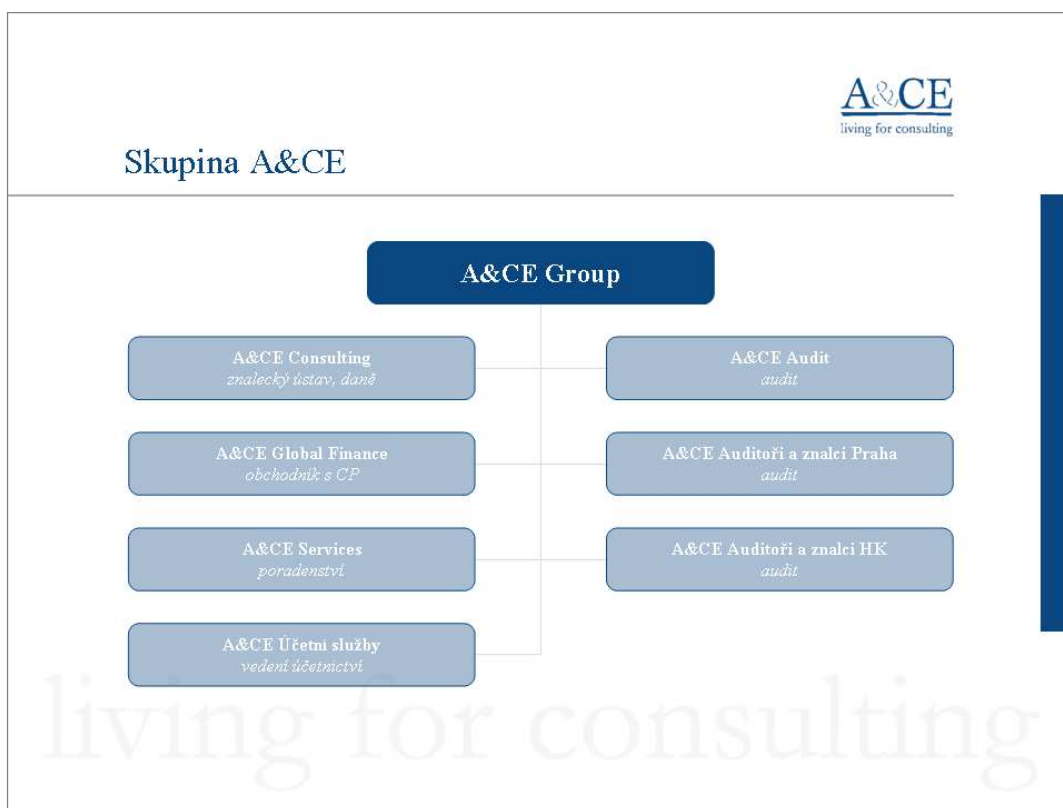 A&CE
living for consulting
Skupina A&CE
A&CE Group
A&CE Consulting
znalecký ústav, daně
A&CE Audit
audit
A&CE Global Finance
obchodník s CP
A&CE Auditoři a znalci Praha
audit
A&CE Services
poradenství
A&CE Auditoři a znalci HK
audit
A&CE Účetní služby
vedení účetnictví
living for consulting